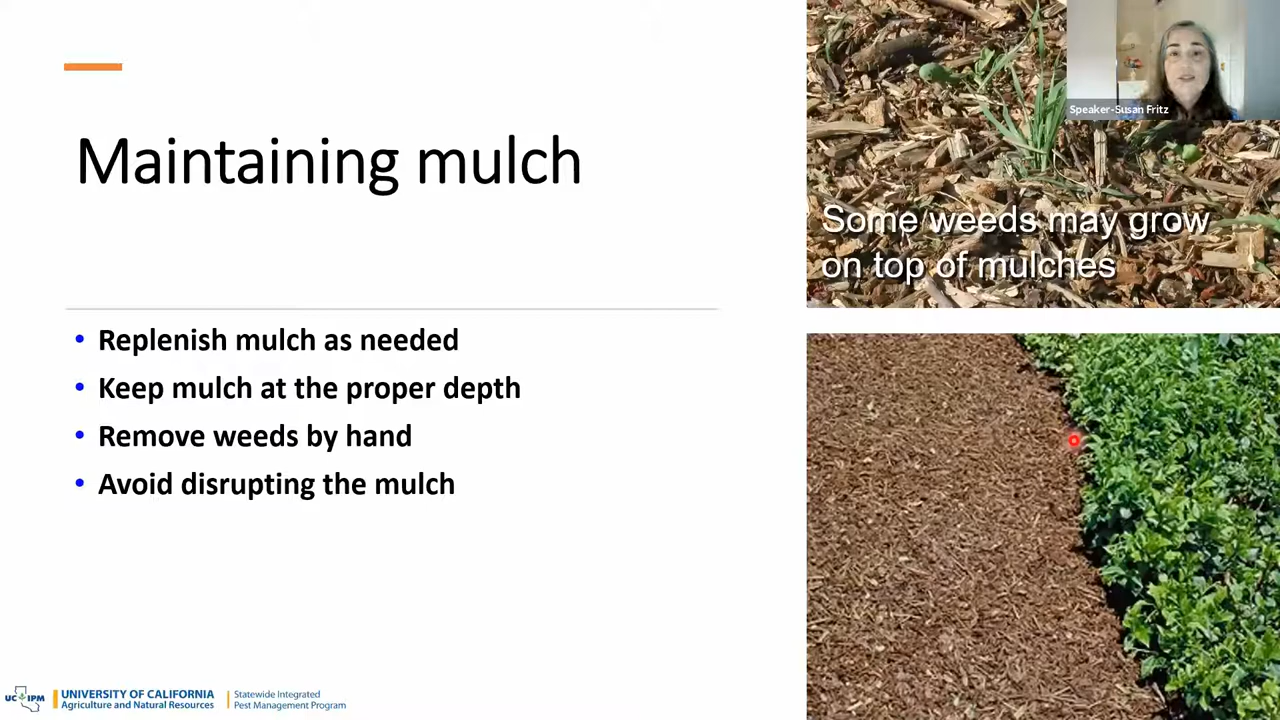 Maintaining mulch
• Replenish mulch as needed
• Keep mulch at the proper depth
• Remove weeds by hand
• Avoid disrupting the mulch
Speaker-Susan Fritz
Some weeds may grow
on top of mulches
UC IPM
UNIVERSITY OF CALIFORNIA
Agriculture and Natural Resources
Statewide Integrated
Pest Management Program